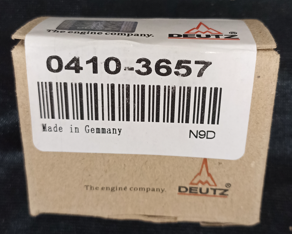 The engine company. DEUTZ®
0410-3657
Made in Gemmany N9D
The engine company. DEUTZ®